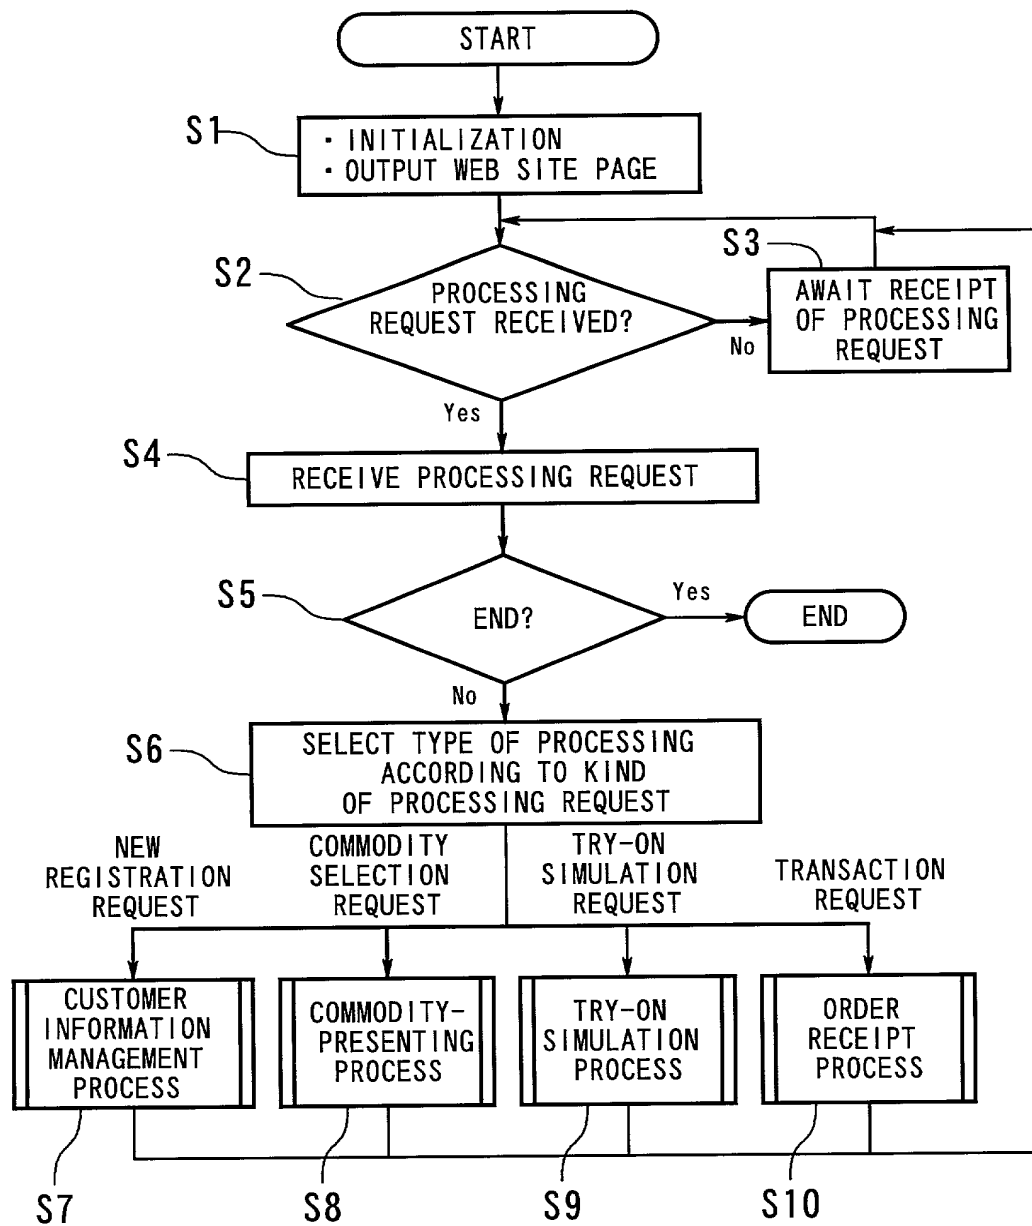 START
S1
・INITIALIZATION
・OUTPUT WEB SITE PAGE
S2
PROCESSING
REQUEST RECEIVED?
S3
AWAIT RECEIPT
OF PROCESSING
REQUEST
No
Yes
S4
RECEIVE PROCESSING REQUEST
S5
END?
Yes
END
No
S6
SELECT TYPE OF PROCESSING
ACCORDING TO KIND
OF PROCESSING REQUEST
NEW
REGISTRATION
REQUEST
COMMODITY
SELECTION
REQUEST
TRY-ON
SIMULATION
REQUEST
TRANSACTION
REQUEST
CUSTOMER
INFORMATION
MANAGEMENT
PROCESS
COMMODITY-
PRESENTING
PROCESS
TRY-ON
SIMULATION
PROCESS
ORDER
RECEIPT
PROCESS
S7
S8
S9
S10